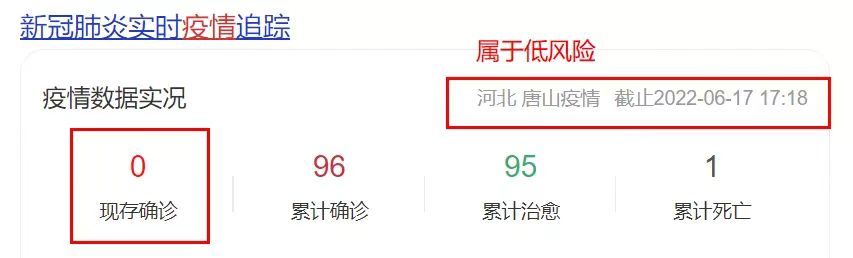 新冠肺炎实时疫情追踪
属于低风险
疫情数据实况
河北 唐山疫情 截止2022-06-17 17:18
0
96
95
1
现存确诊
累计确诊
累计治愈
累计死亡